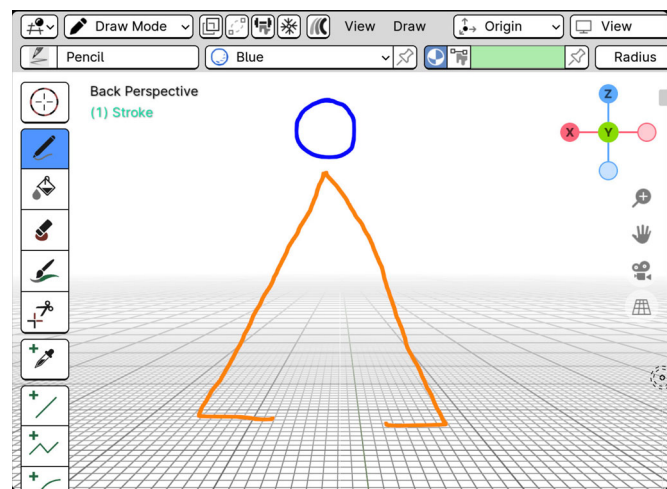 Draw Mode View Draw Origin View
Pencil Blue Radius
Back Perspective
(1) Stroke
Z
X Y